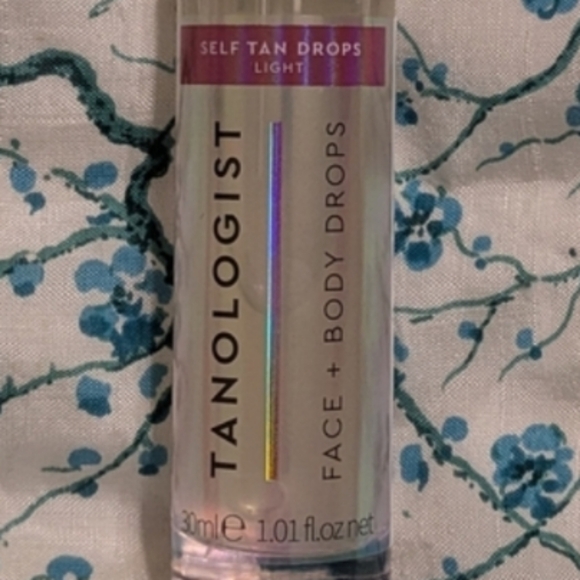 SELF TAN DROPS
LIGHT
TANOLOGIST
FACE + BODY DROPS
30ml℮ 1.01 fl.oz net